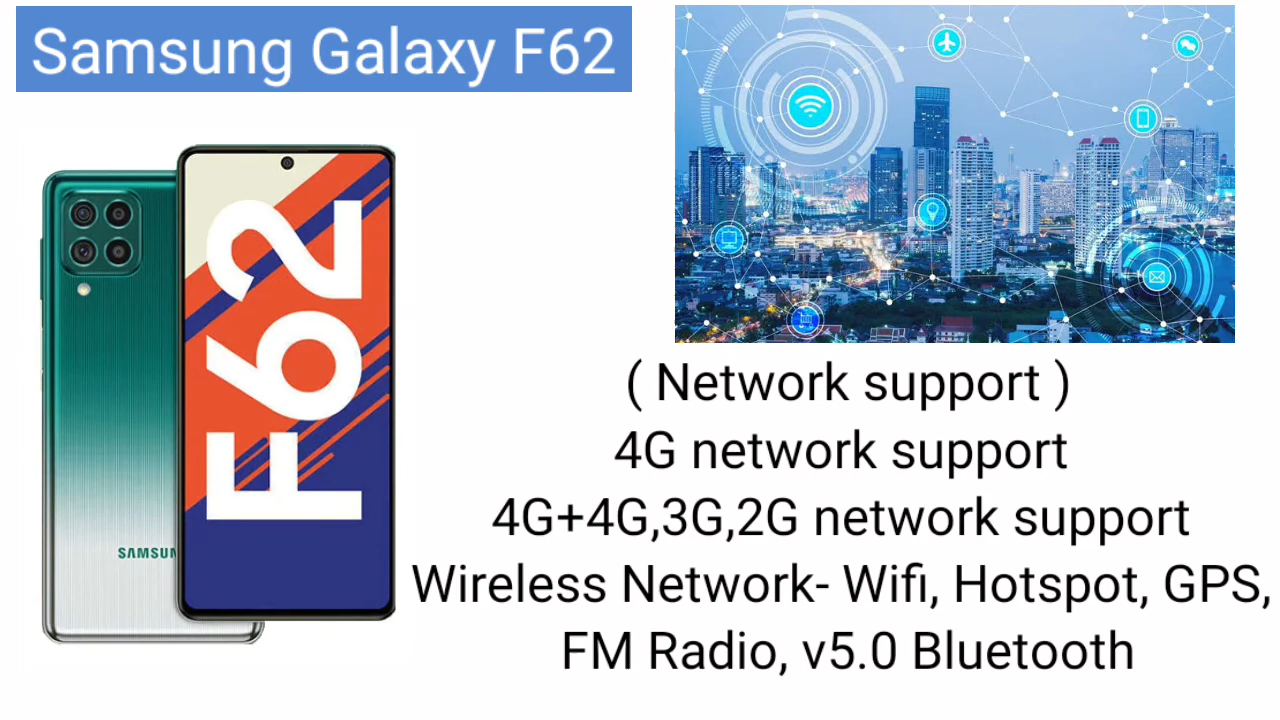 Samsung Galaxy F62
F62
SAMSUN
( Network support )
4G network support
4G+4G,3G,2G network support
Wireless Network- Wifi, Hotspot, GPS,
FM Radio, v5.0 Bluetooth